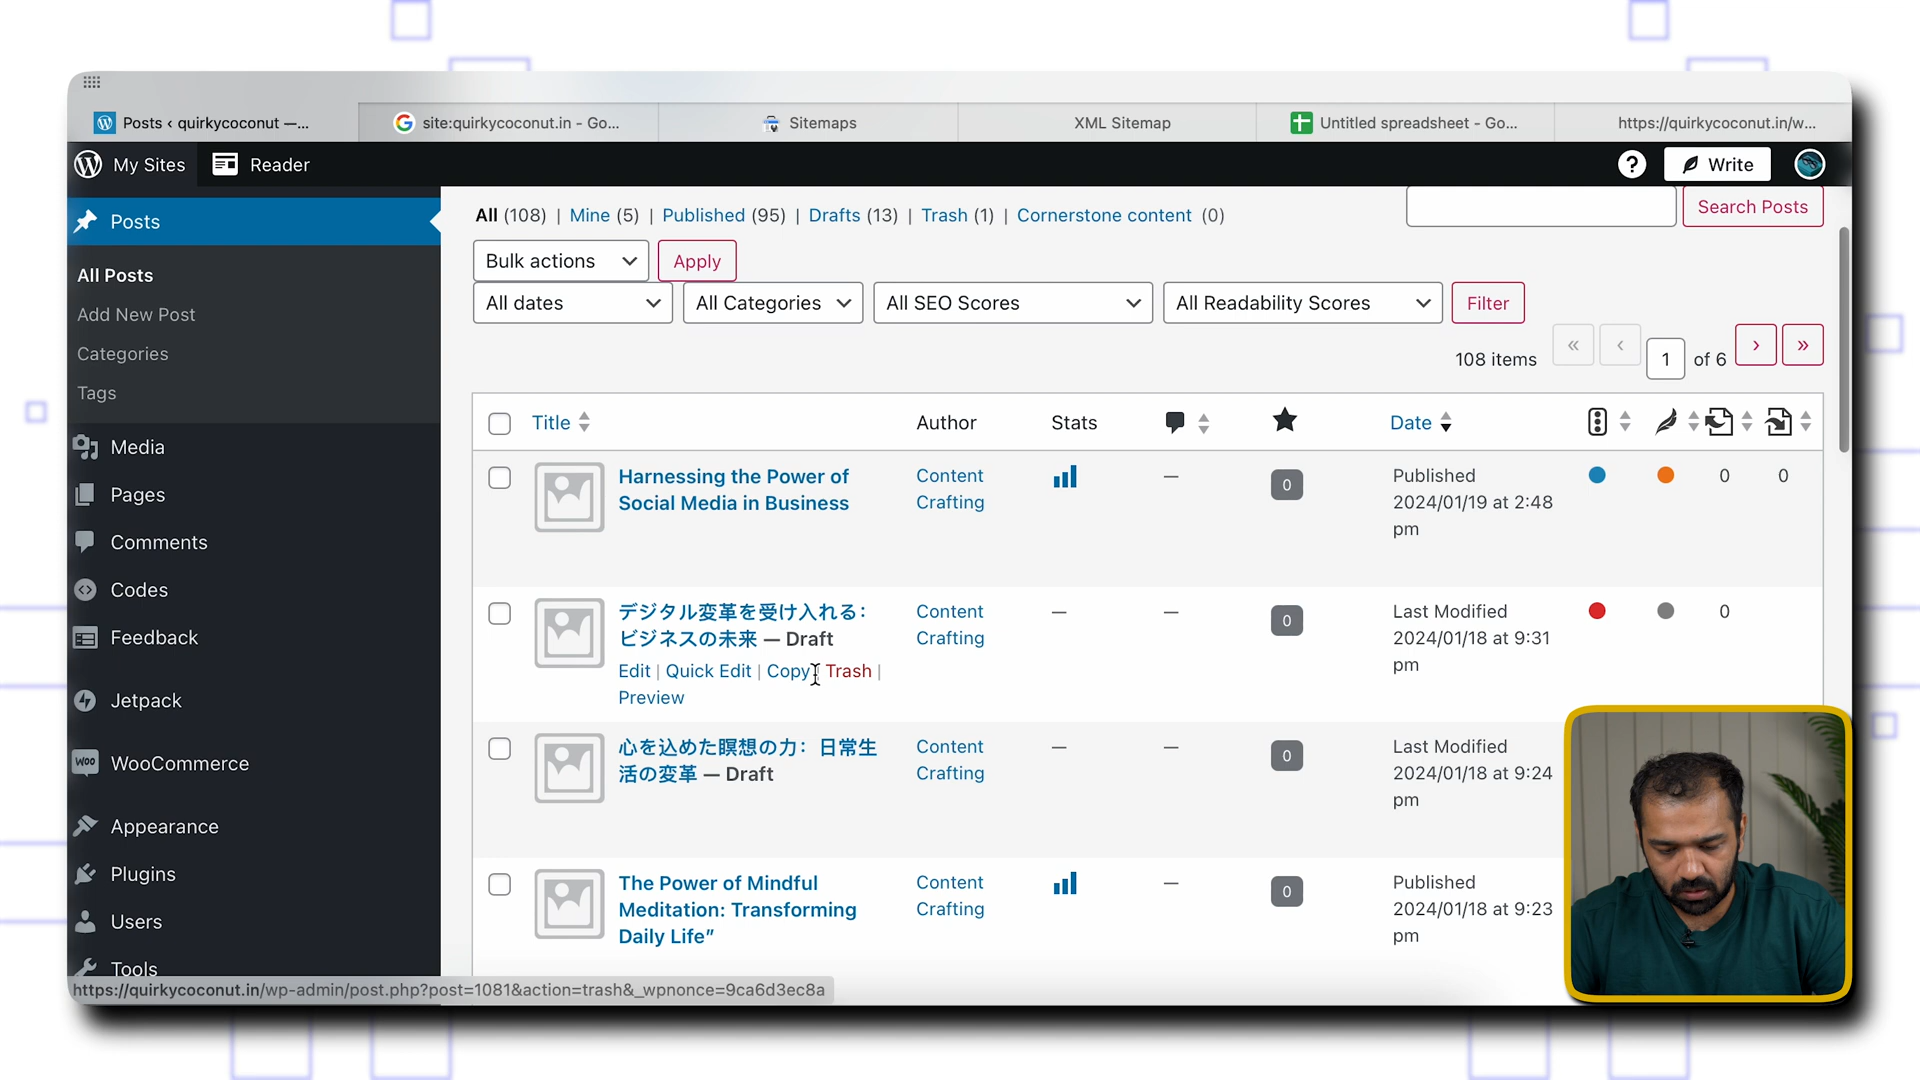 Posts ‹ quirkycoconut —...
site:quirkycoconut.in - Go...
Sitemaps
XML Sitemap
Untitled spreadsheet - Go...
https://quirkycoconut.in/w...
My Sites
Reader
?
Write
Posts
All Posts
Add New Post
Categories
Tags
Media
Pages
Comments
Codes
Feedback
Jetpack
WOO WooCommerce
Appearance
Plugins
Users
Tools
https://quirkycoconut.in/wp-admin/post.php?post=1081&action=trash&_wpnonce=9ca6d3ec8a
All (108) | Mine (5) | Published (95) | Drafts (13) | Trash (1) | Cornerstone content (0)
Search Posts
Bulk actions
Apply
All dates
All Categories
All SEO Scores
All Readability Scores
Filter
108 items « ‹ 1 of 6 › »
Title
Author
Stats
Date
Harnessing the Power of
Social Media in Business
Content
Crafting
—
0
Published
2024/01/19 at 2:48
pm
0
0
デジタル変革を受け入れる:
ビジネスの未来 — Draft
Edit | Quick Edit | Copy | Trash |
Preview
Content
Crafting
—
—
0
Last Modified
2024/01/18 at 9:31
pm
0
心を込めた瞑想の力: 日常生
活の変革 — Draft
Content
Crafting
—
—
0
Last Modified
2024/01/18 at 9:24
pm
The Power of Mindful
Meditation: Transforming
Daily Life”
Content
Crafting
—
0
Published
2024/01/18 at 9:23
pm